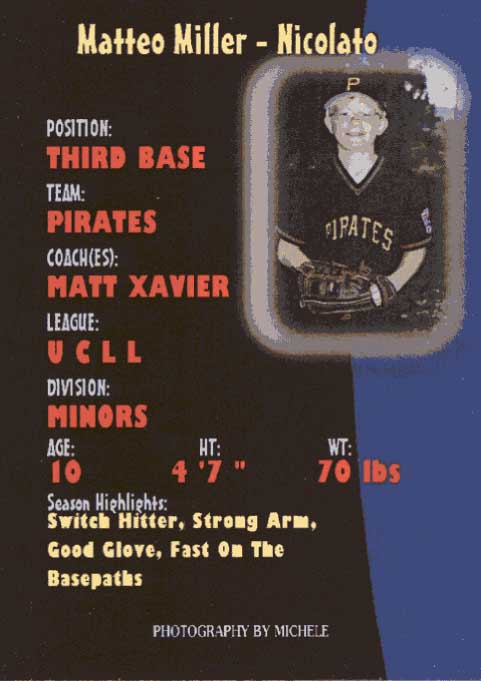 Matteo Miller - Nicolato
P
PIRATES
POSITION:
THIRD BASE
TEAM:
PIRATES
COACH(ES):
MATT XAVIER
LEAGUE:
U C L L
DIVISION:
MINORS
AGE: HT: WT:
10 4 '7 " 70 lbs
Season Highlights:
Switch Hitter, Strong Arm,
Good Glove, Fast On The
Basepaths
PHOTOGRAPHY BY MICHELE